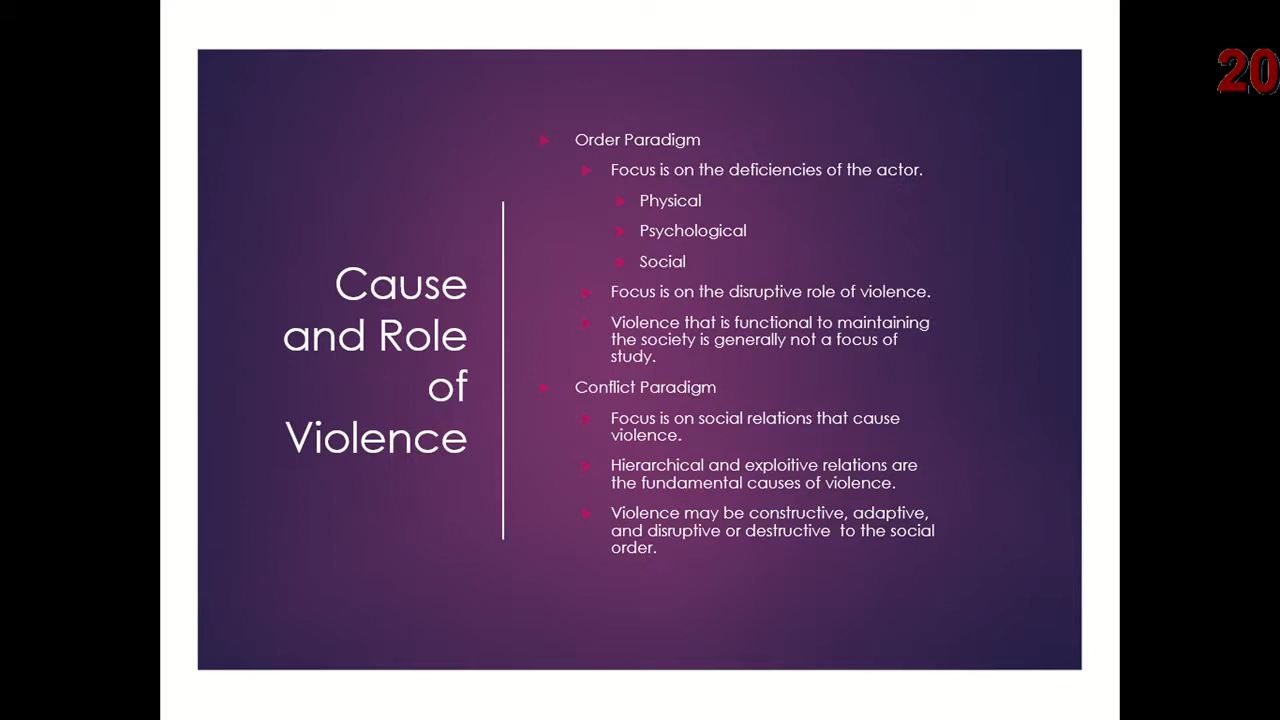 20
Cause
and Role
of
Violence
Order Paradigm
Focus is on the deficiencies of the actor.
Physical
Psychological
Social
Focus is on the disruptive role of violence.
Violence that is functional to maintaining
the society is generally not a focus of
study.
Conflict Paradigm
Focus is on social relations that cause
violence.
Hierarchical and exploitive relations are
the fundamental causes of violence.
Violence may be constructive, adaptive,
and disruptive or destructive  to the social
order.